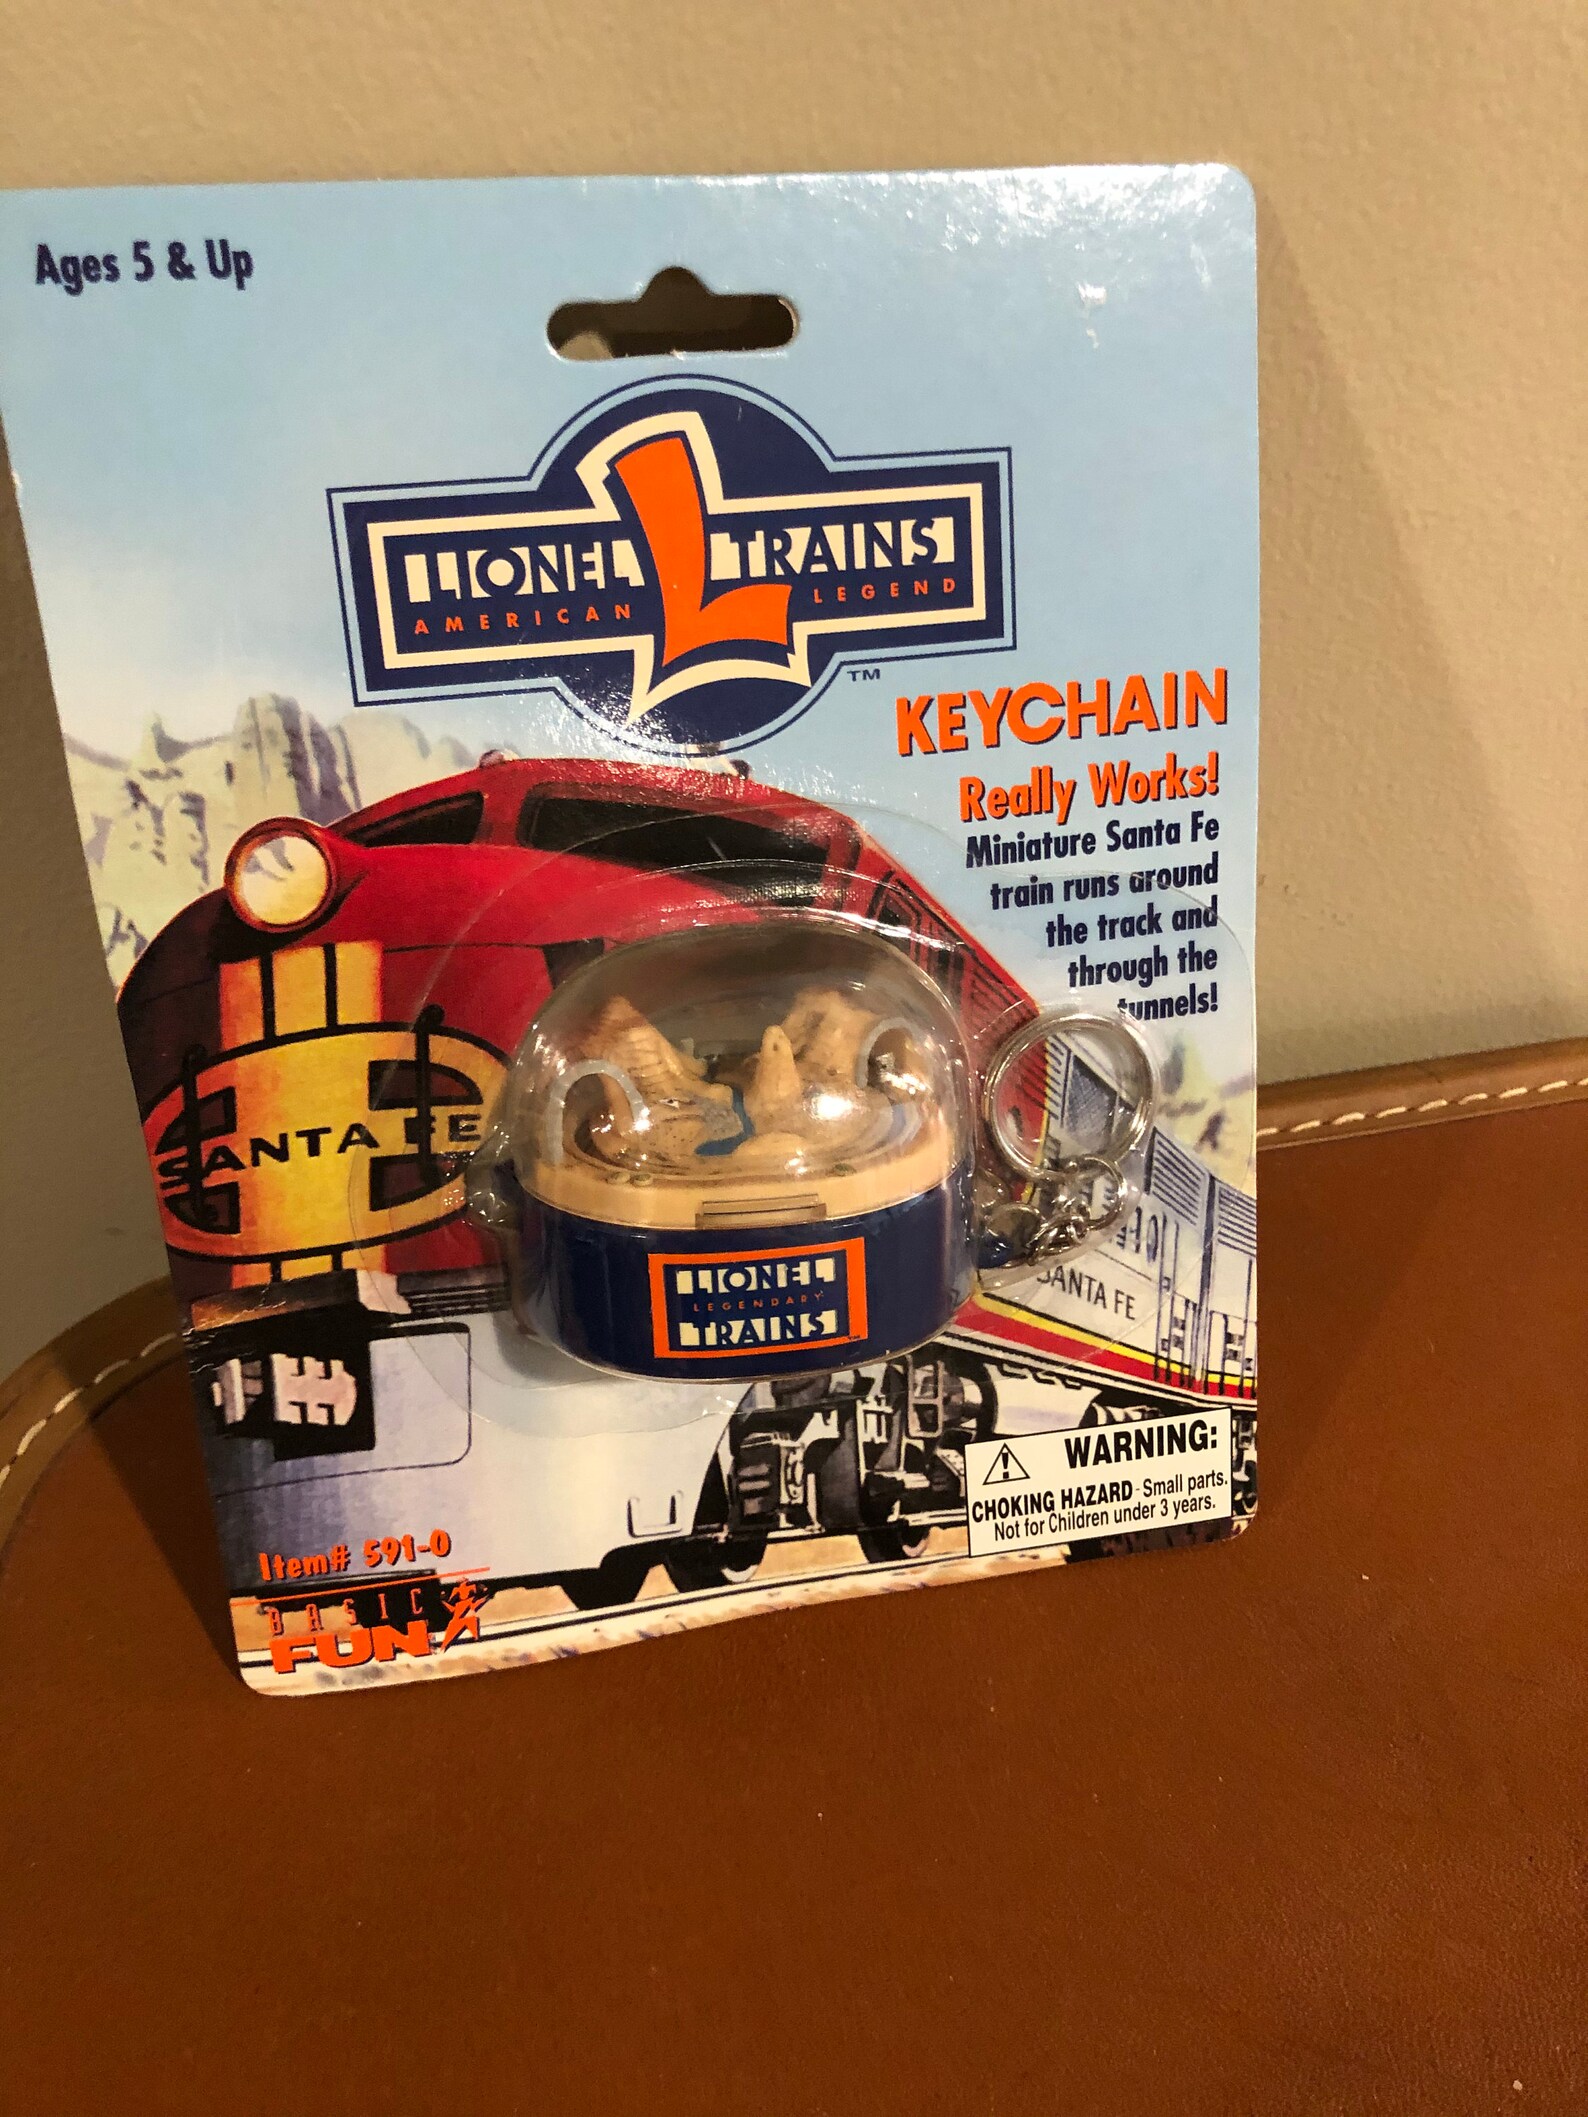 Ages 5 & Up
LIONEL TRAINS
AMERICAN LEGEND
TM
KEYCHAIN
Really Works!
Miniature Santa Fe
train runs around
the track and
through the
tunnels!
SANTA FE
LIONEL
LEGENDARY
TRAINS
SANTA FE
WARNING:
CHOKING HAZARD - Small parts.
Not for Children under 3 years.
Item# 591-0
BASIC
FUN